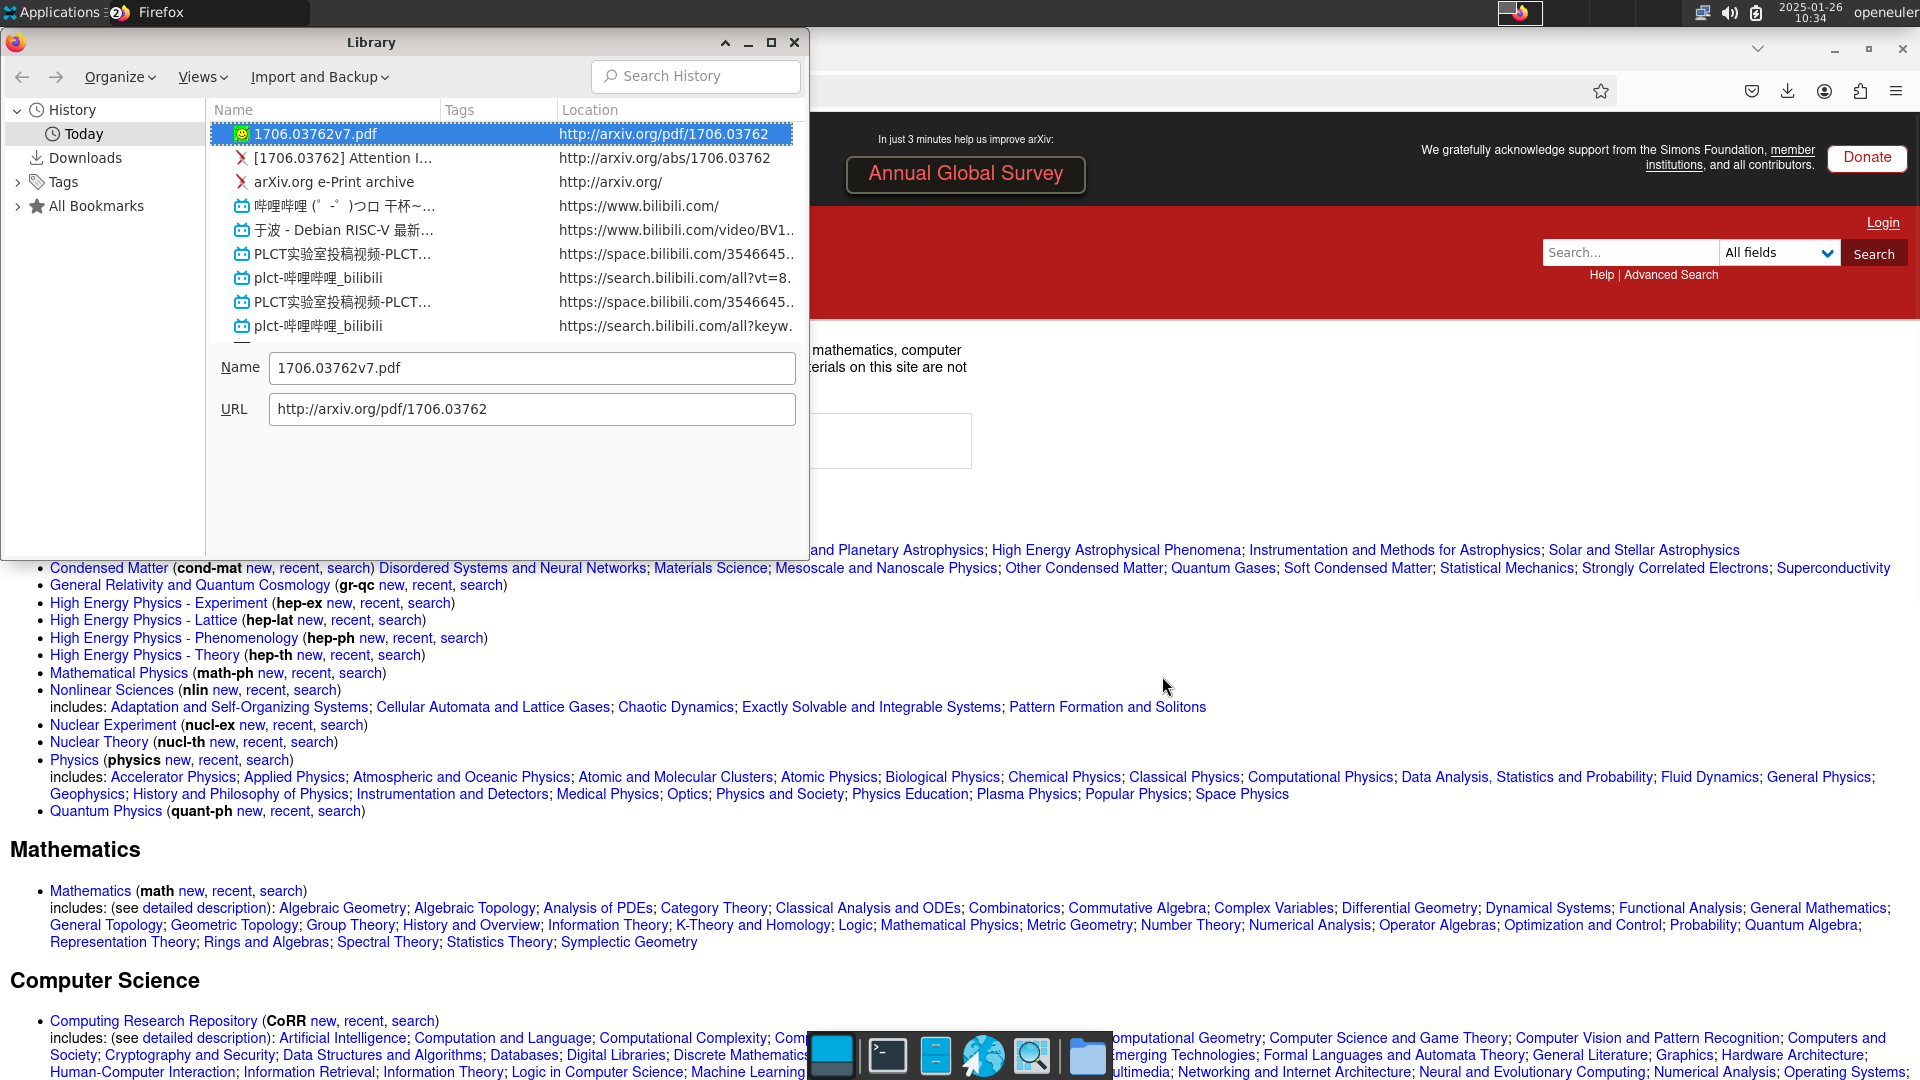 Applications
2 Firefox
2025-01-26
10:34
openeuler
Library
Organize Views Import and Backup Search History
History
Today
Downloads
Tags
All Bookmarks
Name Tags Location
1706.03762v7.pdf http://arxiv.org/pdf/1706.03762
[1706.03762] Attention I… http://arxiv.org/abs/1706.03762
arXiv.org e-Print archive http://arxiv.org/
哔哩哔哩 (゜-゜)つロ 干杯~… https://www.bilibili.com/
于波 - Debian RISC-V 最新… https://www.bilibili.com/video/BV1..
PLCT实验室投稿视频-PLCT… https://space.bilibili.com/3546645..
plct-哔哩哔哩_bilibili https://search.bilibili.com/all?vt=8.
PLCT实验室投稿视频-PLCT… https://space.bilibili.com/3546645..
plct-哔哩哔哩_bilibili https://search.bilibili.com/all?keyw.
Name 1706.03762v7.pdf
URL http://arxiv.org/pdf/1706.03762
In just 3 minutes help us improve arXiv:
Annual Global Survey
We gratefully acknowledge support from the Simons Foundation, member
institutions, and all contributors.
Donate
Login
Search... All fields Search
Help | Advanced Search
mathematics, computer
terials on this site are not
and Planetary Astrophysics; High Energy Astrophysical Phenomena; Instrumentation and Methods for Astrophysics; Solar and Stellar Astrophysics
Condensed Matter (cond-mat new, recent, search) Disordered Systems and Neural Networks; Materials Science; Mesoscale and Nanoscale Physics; Other Condensed Matter; Quantum Gases; Soft Condensed Matter; Statistical Mechanics; Strongly Correlated Electrons; Superconductivity
General Relativity and Quantum Cosmology (gr-qc new, recent, search)
High Energy Physics - Experiment (hep-ex new, recent, search)
High Energy Physics - Lattice (hep-lat new, recent, search)
High Energy Physics - Phenomenology (hep-ph new, recent, search)
High Energy Physics - Theory (hep-th new, recent, search)
Mathematical Physics (math-ph new, recent, search)
Nonlinear Sciences (nlin new, recent, search)
includes: Adaptation and Self-Organizing Systems; Cellular Automata and Lattice Gases; Chaotic Dynamics; Exactly Solvable and Integrable Systems; Pattern Formation and Solitons
Nuclear Experiment (nucl-ex new, recent, search)
Nuclear Theory (nucl-th new, recent, search)
Physics (physics new, recent, search)
includes: Accelerator Physics; Applied Physics; Atmospheric and Oceanic Physics; Atomic and Molecular Clusters; Atomic Physics; Biological Physics; Chemical Physics; Classical Physics; Computational Physics; Data Analysis, Statistics and Probability; Fluid Dynamics; General Physics;
Geophysics; History and Philosophy of Physics; Instrumentation and Detectors; Medical Physics; Optics; Physics and Society; Physics Education; Plasma Physics; Popular Physics; Space Physics
Quantum Physics (quant-ph new, recent, search)
Mathematics
Mathematics (math new, recent, search)
includes: (see detailed description): Algebraic Geometry; Algebraic Topology; Analysis of PDEs; Category Theory; Classical Analysis and ODEs; Combinatorics; Commutative Algebra; Complex Variables; Differential Geometry; Dynamical Systems; Functional Analysis; General Mathematics;
General Topology; Geometric Topology; Group Theory; History and Overview; Information Theory; K-Theory and Homology; Logic; Mathematical Physics; Metric Geometry; Number Theory; Numerical Analysis; Operator Algebras; Optimization and Control; Probability; Quantum Algebra;
Representation Theory; Rings and Algebras; Spectral Theory; Statistics Theory; Symplectic Geometry
Computer Science
Computing Research Repository (CoRR new, recent, search)
includes: (see detailed description): Artificial Intelligence; Computation and Language; Computational Complexity; Com omputational Geometry; Computer Science and Game Theory; Computer Vision and Pattern Recognition; Computers and
Society; Cryptography and Security; Data Structures and Algorithms; Databases; Digital Libraries; Discrete Mathematics Emerging Technologies; Formal Languages and Automata Theory; General Literature; Graphics; Hardware Architecture;
Human-Computer Interaction; Information Retrieval; Information Theory; Logic in Computer Science; Machine Learning ultimedia; Networking and Internet Architecture; Neural and Evolutionary Computing; Numerical Analysis; Operating Systems;